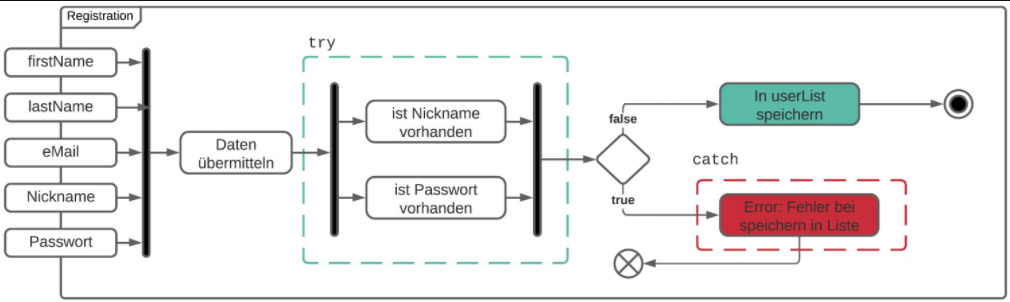 Registration
firstName
lastName
eMail
Nickname
Passwort
Daten
übermitteln
try
ist Nickname
vorhanden
ist Passwort
vorhanden
false
true
In userList
speichern
catch
Error: Fehler bei
speichern in Liste